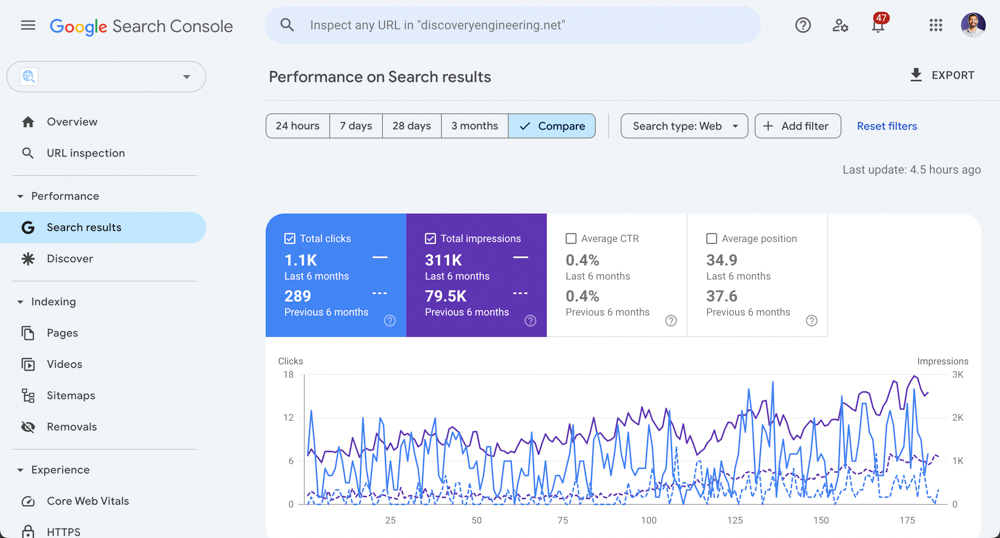 Google Search Console
Inspect any URL in "discoveryengineering.net"
47
Performance on Search results
EXPORT
24 hours
7 days
28 days
3 months
Compare
Search type: Web
Add filter
Reset filters
Last update: 4.5 hours ago
Overview
URL inspection
Performance
Search results
Discover
Indexing
Pages
Videos
Sitemaps
Removals
Experience
Core Web Vitals
HTTPS
Total clicks
1.1K
Last 6 months
289
Previous 6 months
Total impressions
311K
Last 6 months
79.5K
Previous 6 months
Average CTR
0.4%
Last 6 months
0.4%
Previous 6 months
Average position
34.9
Last 6 months
37.6
Previous 6 months
Clicks
Impressions
18
12
6
0
3K
2K
1K
0
25
50
75
100
125
150
175